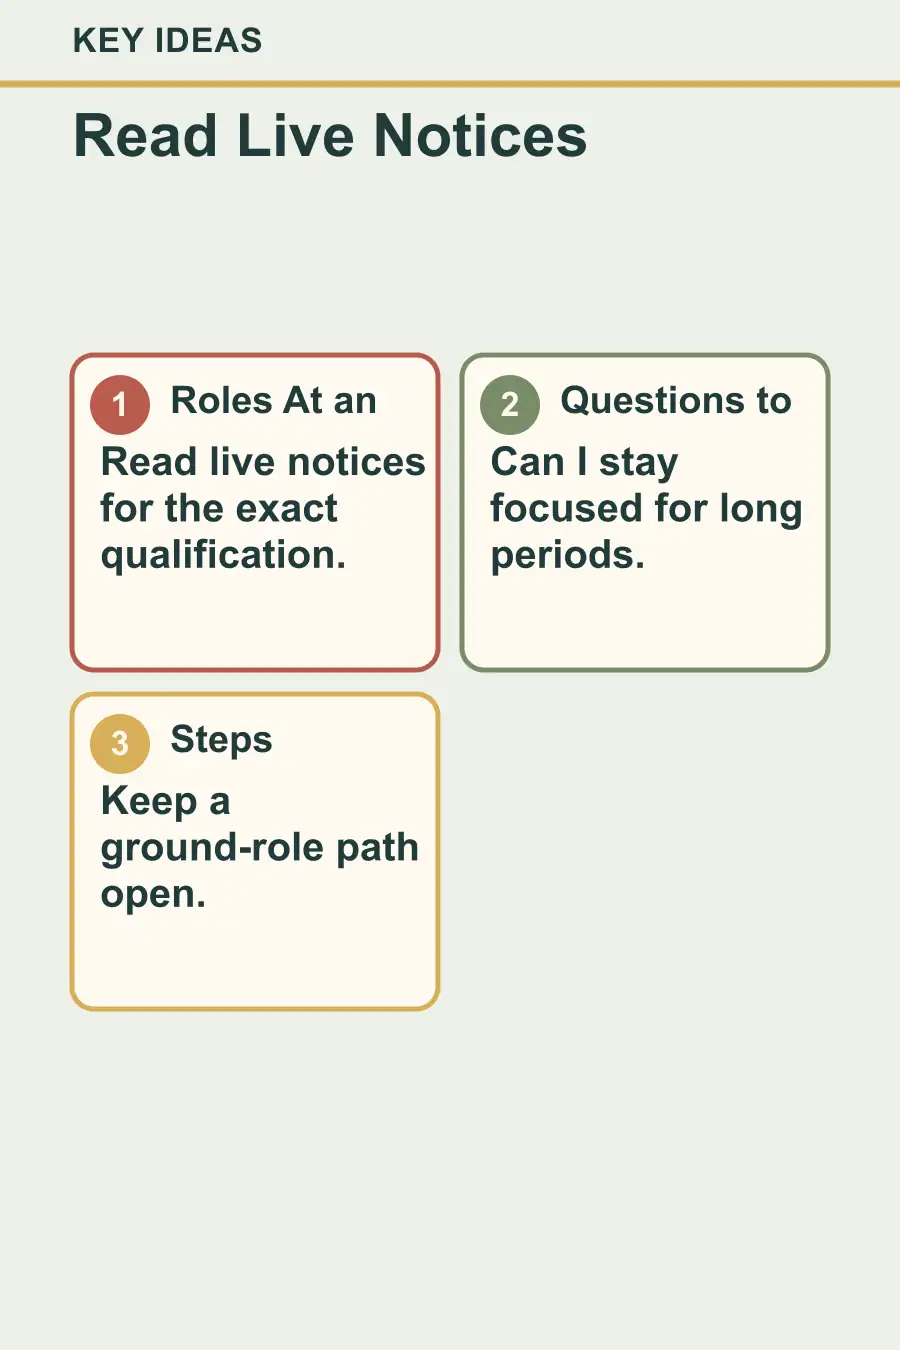 KEY IDEAS
Read Live Notices
1 Roles At an
Read live notices
for the exact
qualification.
2 Questions to
Can I stay
focused for long
periods.
3 Steps
Keep a
ground-role path
open.